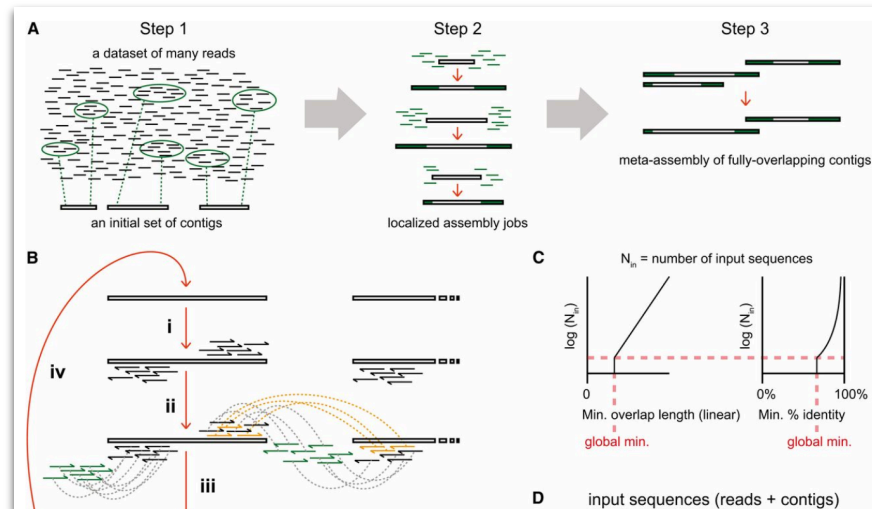 A
Step 1
Step 2
Step 3
a dataset of many reads
an initial set of contigs
localized assembly jobs
meta-assembly of fully-overlapping contigs
B
i
ii
iii
iv
C
N_in = number of input sequences
log (N_in)
log (N_in)
0
0%
100%
Min. overlap length (linear)
Min. % identity
global min.
global min.
D
input sequences (reads + contigs)